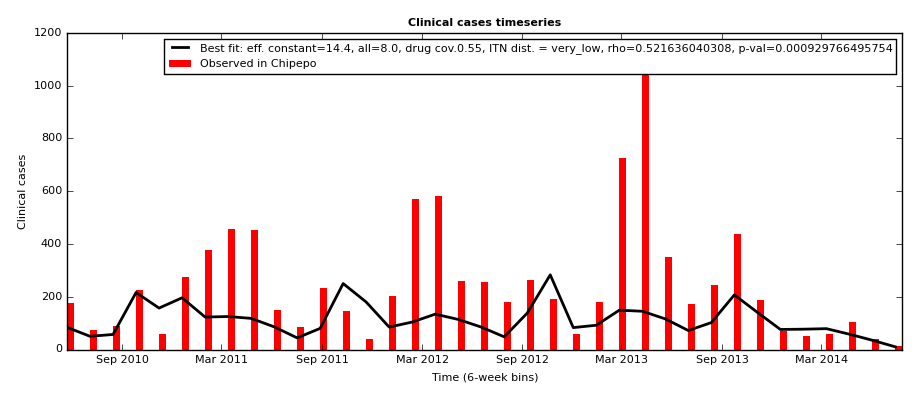 Clinical cases timeseries
Best fit: eff. constant=14.4, all=8.0, drug cov.0.55, ITN dist. = very_low, rho=0.521636040308, p-val=0.000929766495754
Observed in Chipepo
1200
1000
800
600
400
200
0
Clinical cases
Sep 2010 Mar 2011 Sep 2011 Mar 2012 Sep 2012 Mar 2013 Sep 2013 Mar 2014
Time (6-week bins)